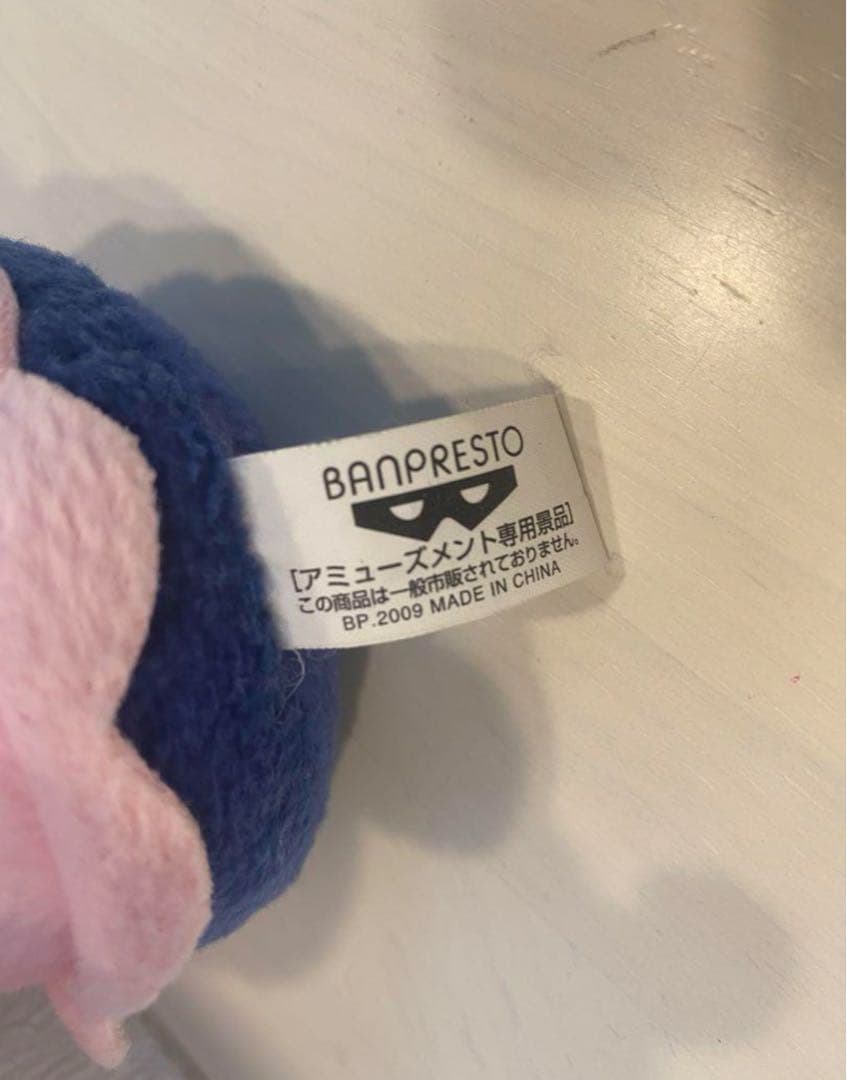 BANPRESTO
[アミューズメント専用景品]
この商品は一般市販されておりません。
BP.2009 MADE IN CHINA